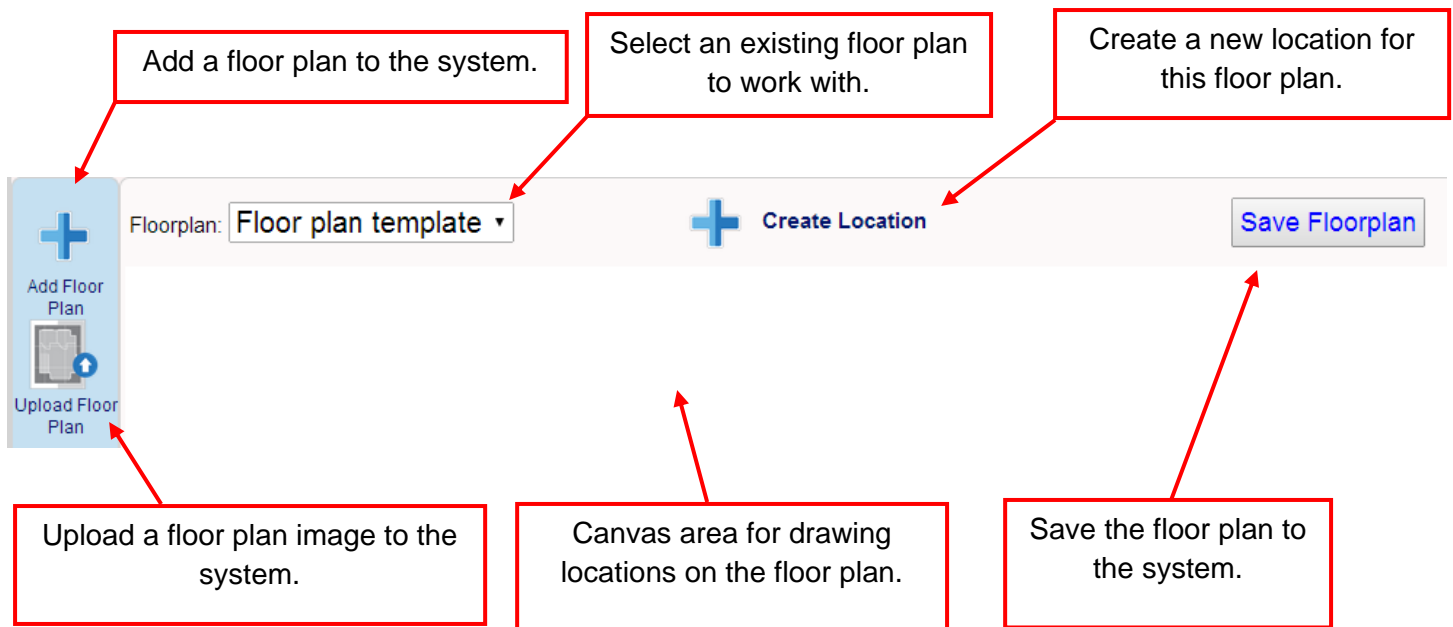 Add a floor plan to the system.
Select an existing floor plan
to work with.
Create a new location for
this floor plan.
Floorplan: Floor plan template
Create Location
Save Floorplan
Add Floor
Plan
Upload Floor
Plan
Upload a floor plan image to the
system.
Canvas area for drawing
locations on the floor plan.
Save the floor plan to
the system.